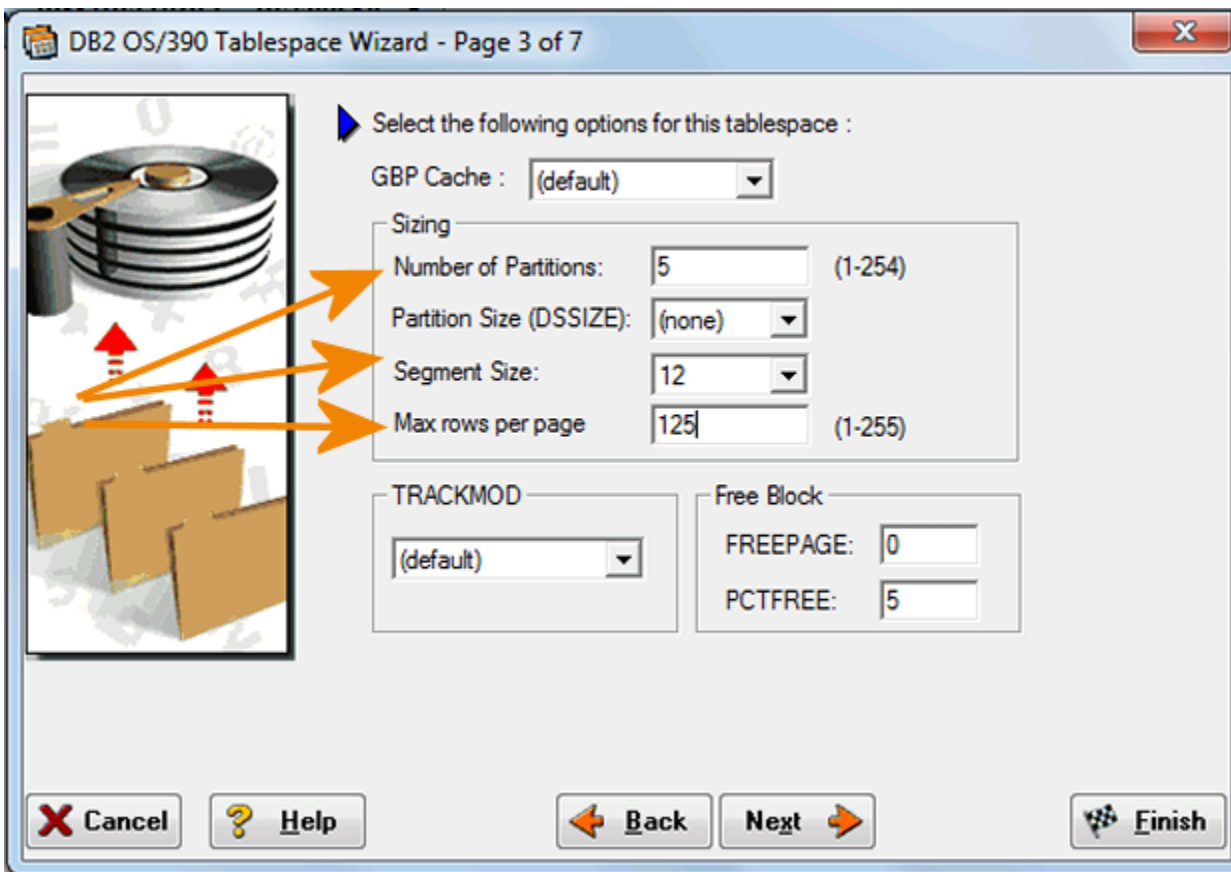 DB2 OS/390 Tablespace Wizard - Page 3 of 7
Select the following options for this tablespace :
GBP Cache : (default)
Sizing
Number of Partitions: 5 (1-254)
Partition Size (DSSIZE): (none)
Segment Size: 12
Max rows per page 125 (1-255)
TRACKMOD Free Block
(default) FREEPAGE: 0
PCTFREE: 5
Cancel Help Back Next Finish